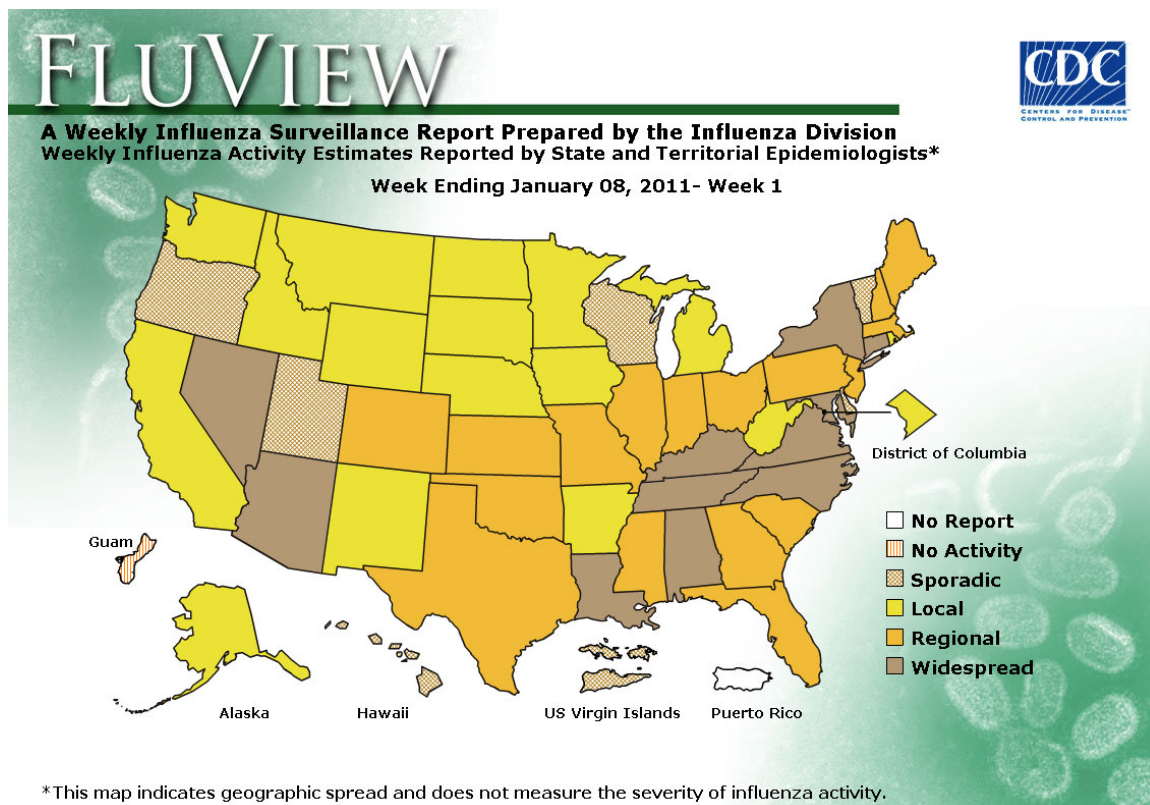 FLUVIEW
CDC
CENTERS FOR DISEASE™
CONTROL AND PREVENTION
A Weekly Influenza Surveillance Report Prepared by the Influenza Division
Weekly Influenza Activity Estimates Reported by State and Territorial Epidemiologists*
Week Ending January 08, 2011- Week 1
District of Columbia
No Report
Guam
No Activity
Sporadic
Local
Regional
Widespread
Alaska
Hawaii
US Virgin Islands
Puerto Rico
*This map indicates geographic spread and does not measure the severity of influenza activity.